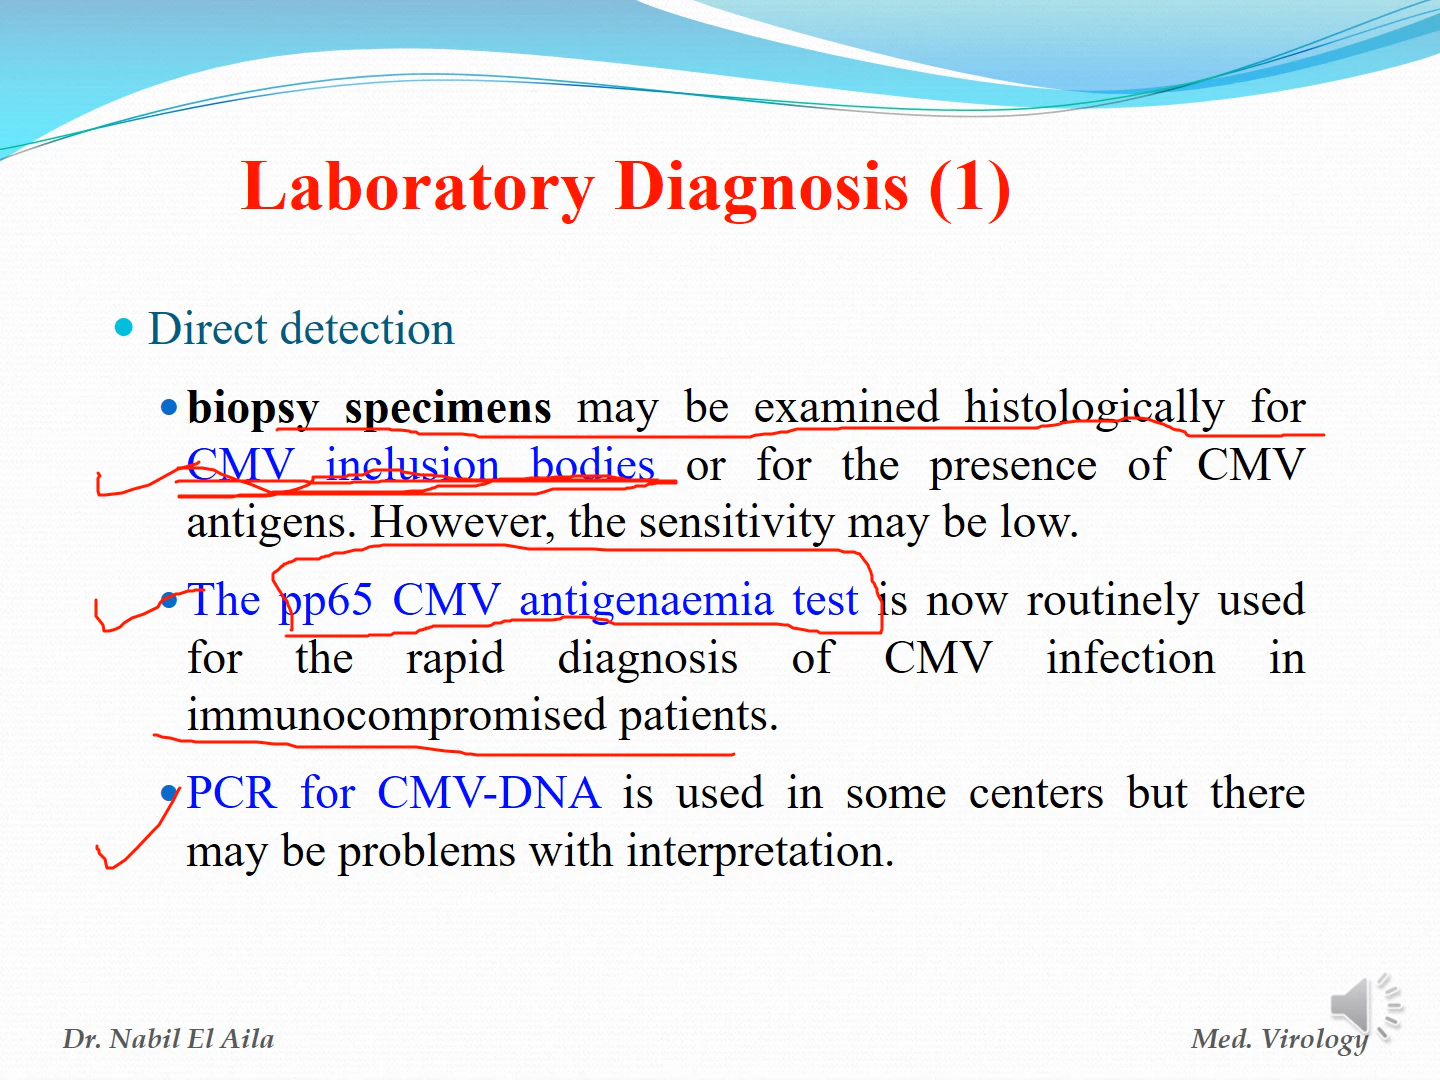 Laboratory Diagnosis (1)
Direct detection
biopsy specimens may be examined histologically for
CMV inclusion bodies or for the presence of CMV
antigens. However, the sensitivity may be low.
The pp65 CMV antigenaemia test is now routinely used
for the rapid diagnosis of CMV infection in
immunocompromised patients.
PCR for CMV-DNA is used in some centers but there
may be problems with interpretation.
Dr. Nabil El Aila
Med. Virology